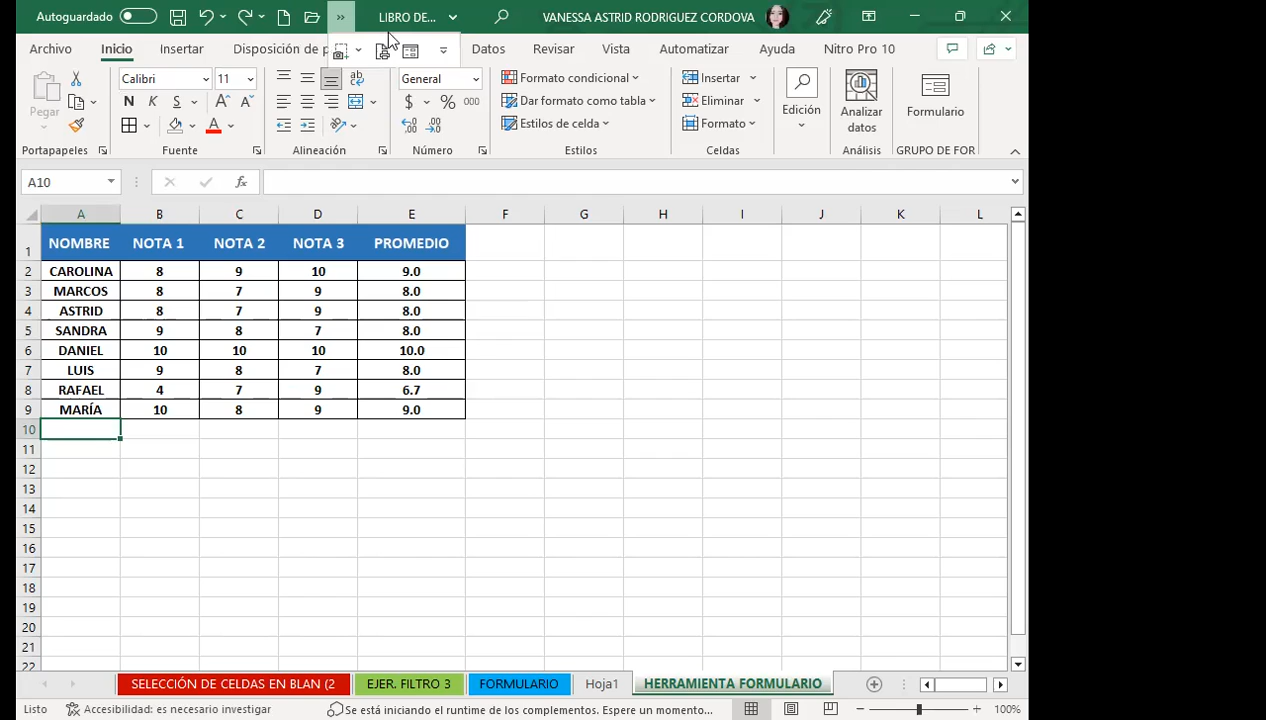 Autoguardado
LIBRO DE...
VANESSA ASTRID RODRIGUEZ CORDOVA
Archivo Inicio Insertar Disposición de p Datos Revisar Vista Automatizar Ayuda Nitro Pro 10
Pegar
Calibri 11
N K S
A A
A
ab
General
$ % 000
Formato condicional
Dar formato como tabla
Estilos de celda
Insertar
Eliminar
Formato
Edición
Analizar
datos
Formulario
Portapapeles Fuente Alineación Número Estilos Celdas Análisis GRUPO DE FOR
A10 fx
A B C D E F G H I J K L
1 NOMBRE NOTA 1 NOTA 2 NOTA 3 PROMEDIO
2 CAROLINA 8 9 10 9.0
3 MARCOS 8 7 9 8.0
4 ASTRID 8 7 9 8.0
5 SANDRA 9 8 7 8.0
6 DANIEL 10 10 10 10.0
7 LUIS 9 8 7 8.0
8 RAFAEL 4 7 9 6.7
9 MARÍA 10 8 9 9.0
10
11
12
13
14
15
16
17
18
19
20
21
22
SELECCIÓN DE CELDAS EN BLAN (2 EJER. FILTRO 3 FORMULARIO Hoja1 HERRAMIENTA FORMULARIO
Listo Accesibilidad: es necesario investigar Se está iniciando el runtime de los complementos. Espere un momento... 100%